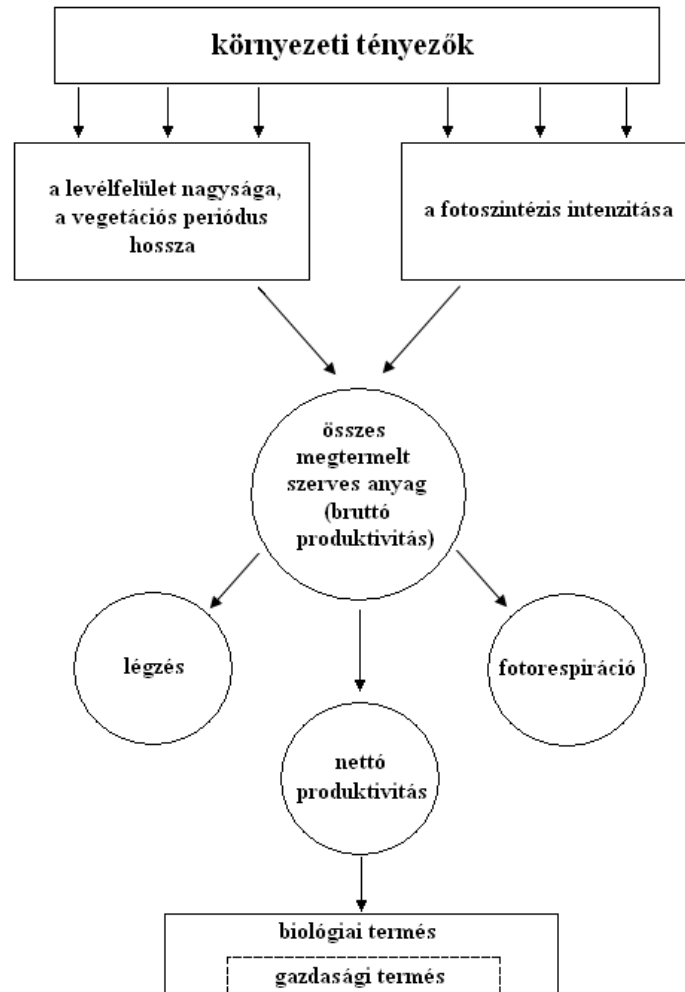 környezeti tényezők
a levélfelület nagysága,
a vegetációs periódus
hossza
a fotoszintézis intenzitása
összes
megtermelt
szerves anyag
(bruttó
produktivitás)
légzés
fotorespiráció
nettó
produktivitás
biológiai termés
gazdasági termés